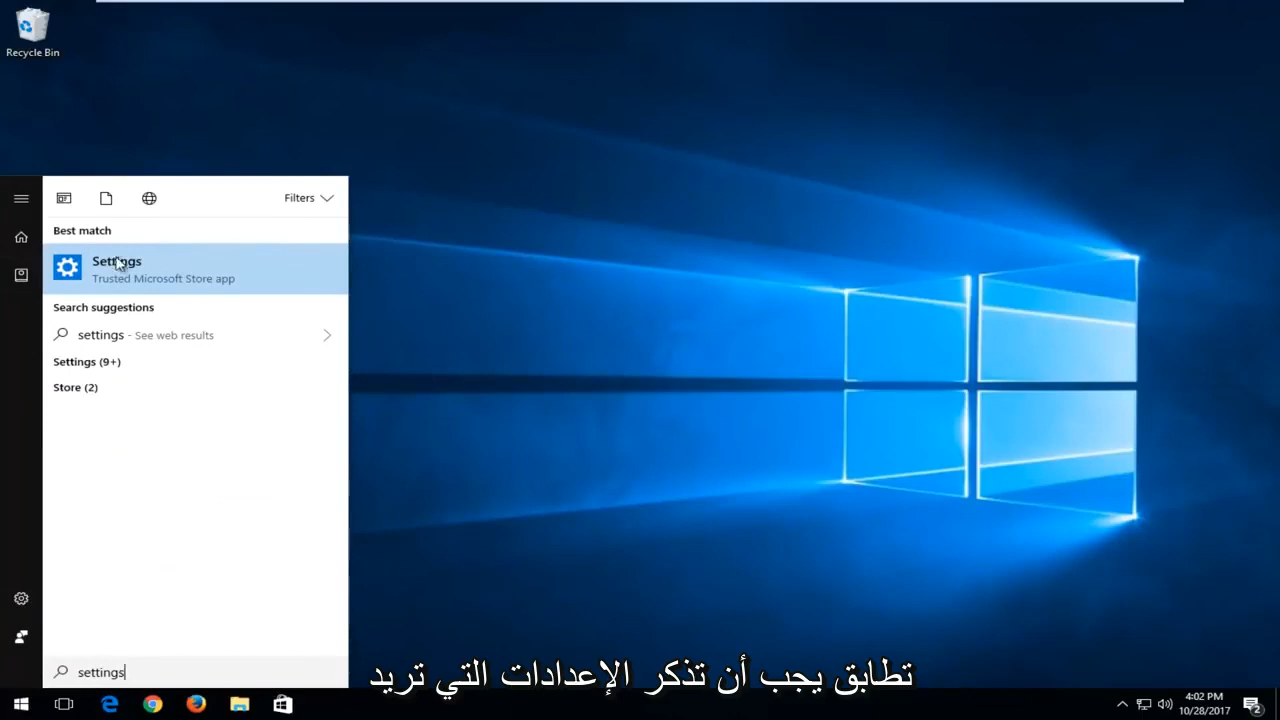 Recycle Bin
Filters
Best match
Settings
Trusted Microsoft Store app
Search suggestions
settings - See web results
Settings (9+)
Store (2)
settings
تطابق يجب أن تذكر الإعدادات التي تريد
4:02 PM
10/28/2017
2